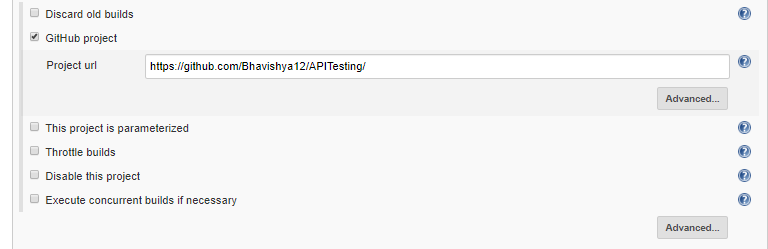 Discard old builds
GitHub project
Project url https://github.com/Bhavishya12/APITesting/
Advanced...
This project is parameterized
Throttle builds
Disable this project
Execute concurrent builds if necessary
Advanced...